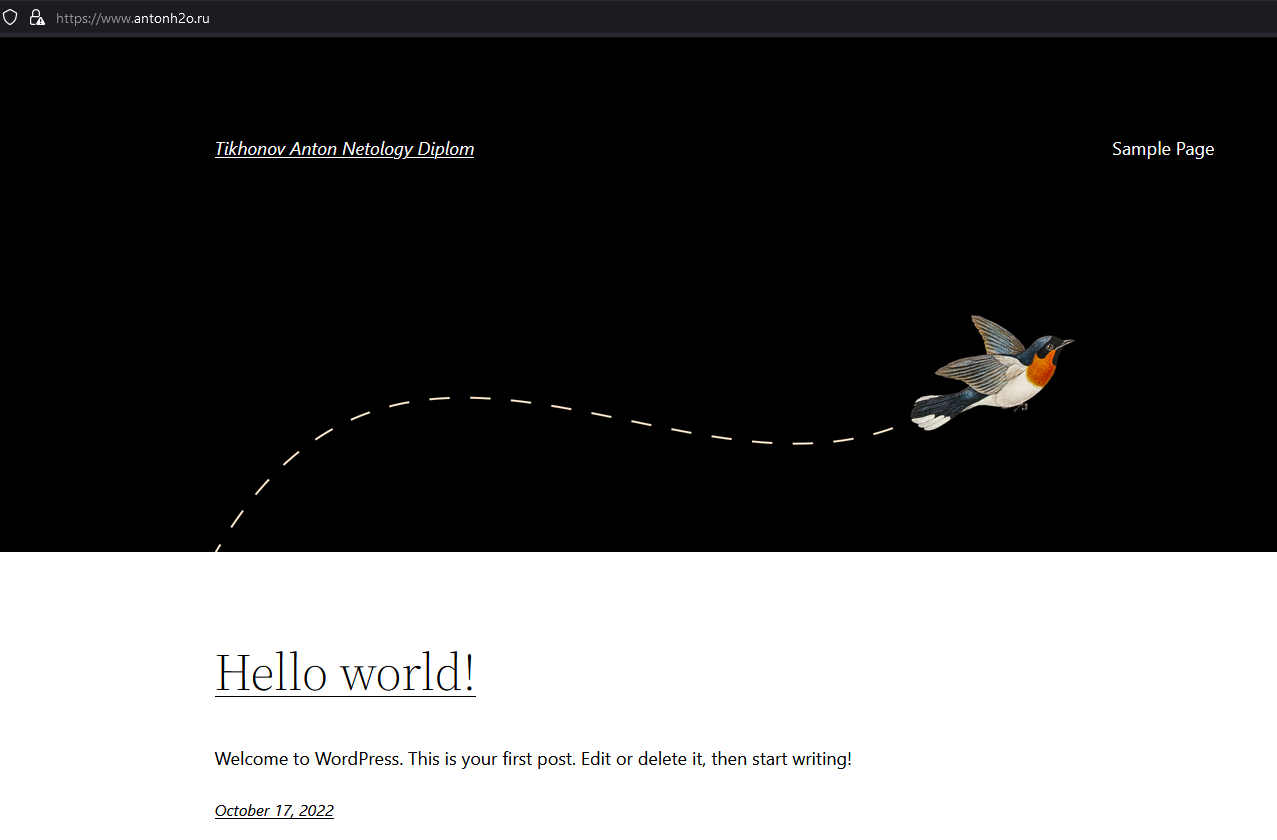 https://www.antonh2o.ru
Tikhonov Anton Netology Diplom
Sample Page
Hello world!
Welcome to WordPress. This is your first post. Edit or delete it, then start writing!
October 17, 2022